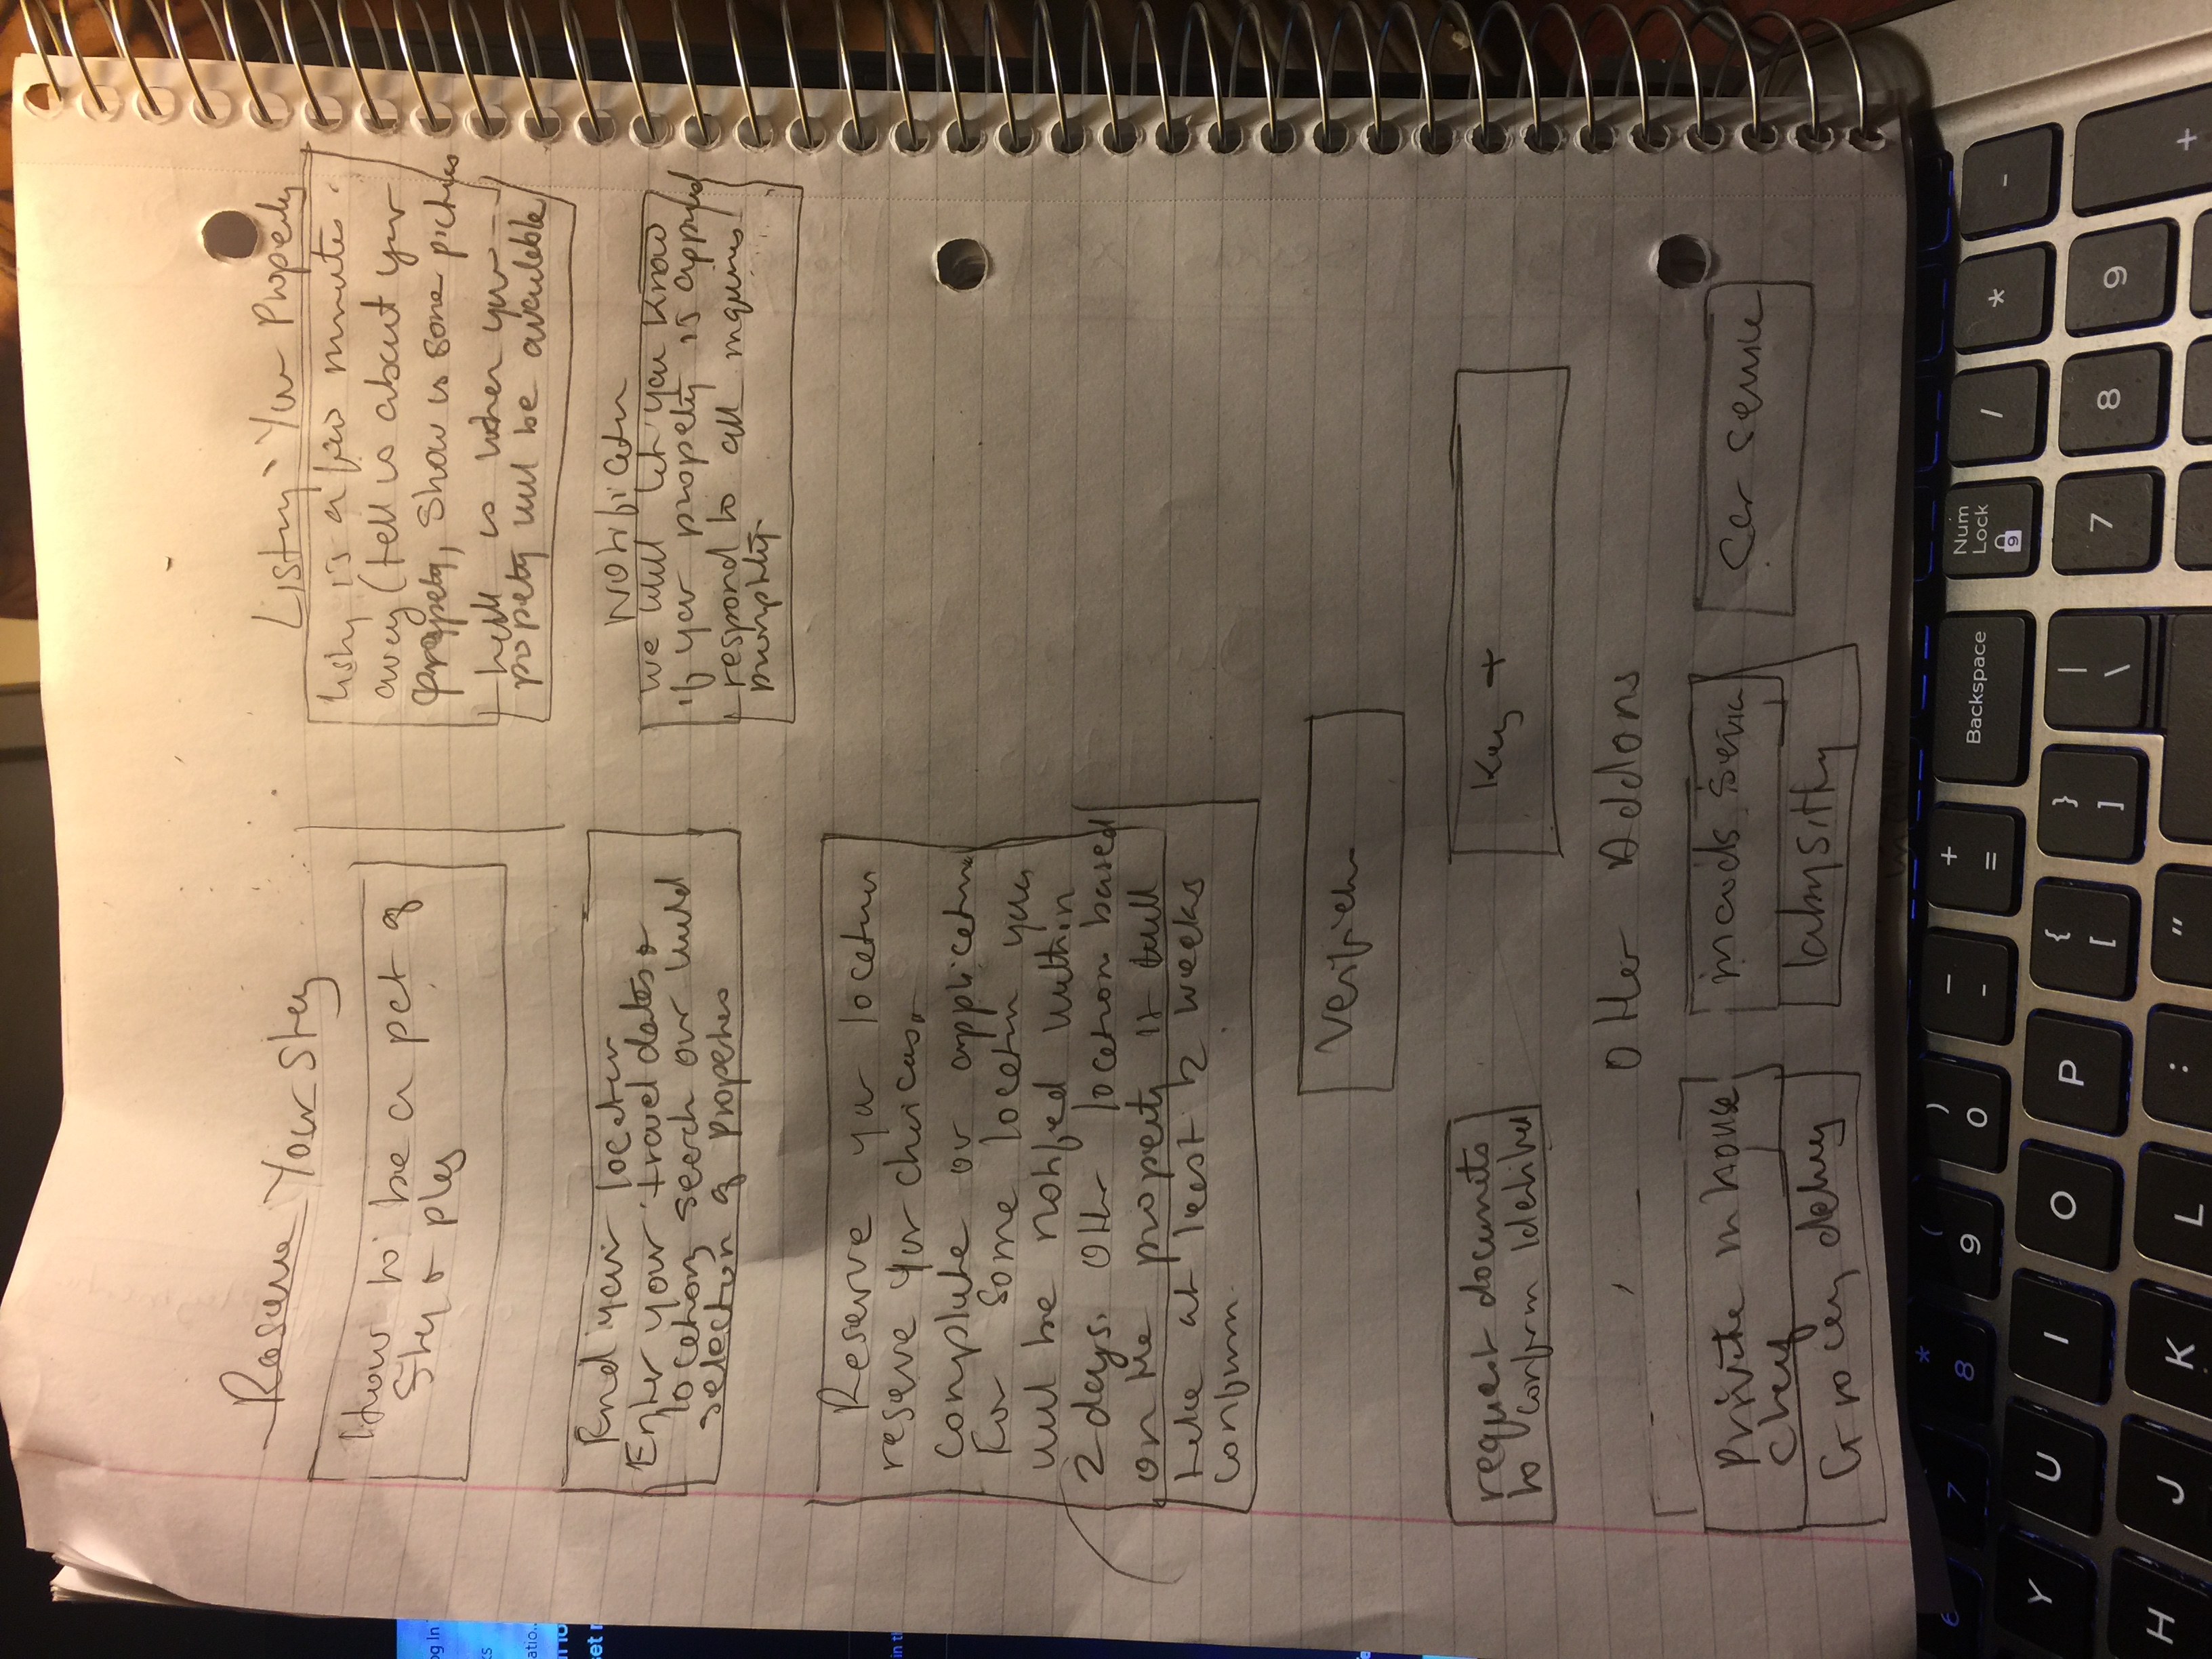 Reserve Your Stay
How to be a part of
Stay & Play
Find your location
Enter your travel dates &
location, search our
selection of properties
Reserve your location
reserve your choices &
complete our application
For some location you
will be notified within
2 days. Other location based
on the property it will
take at least 2 weeks
confirm.
Listing Your Property
listing is a few minutes
away (tell us about your
property, show us some pictures
tell us when your
property will be available
Notification
we will let you know
if your property is approved
respond to all inquiries
promptly
Verification
request documents
to confirm Identities
Key +
Other Addons
Private in house
chef
Grocery delivery
maids service
babysitting
Car service
og In
ks
atio..
set
in th
6 7 * 8 ( 9 ) 0 _ - + = Backspace Num Lock 9 / * -
Y U I O P { [ } ] | \ 7 8 9
H J K L : " +